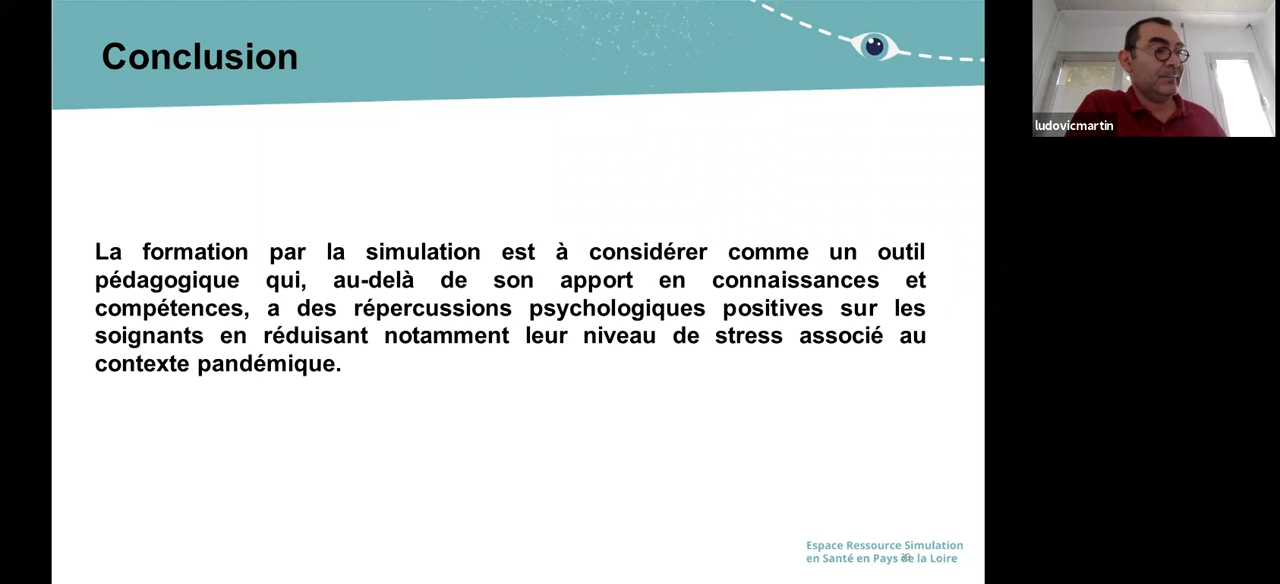 Conclusion
ludovicmartin
La formation par la simulation est à considérer comme un outil
pédagogique qui, au-delà de son apport en connaissances et
compétences, a des répercussions psychologiques positives sur les
soignants en réduisant notamment leur niveau de stress associé au
contexte pandémique.
Espace Ressource Simulation
en Santé en Pays de la Loire